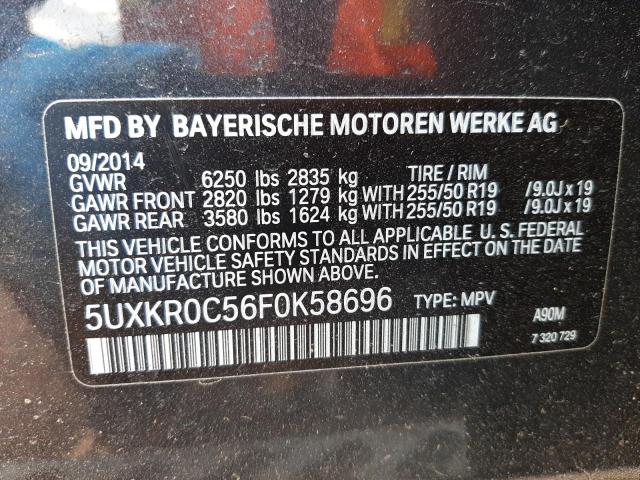 MFD BY BAYERISCHE MOTOREN WERKE AG
09/2014
GVWR 6250 lbs 2835 kg TIRE / RIM
GAWR FRONT 2820 lbs 1279 kg WITH 255/50 R19 /9.0J x 19
GAWR REAR 3580 lbs 1624 kg WITH 255/50 R19 /9.0J x 19
THIS VEHICLE CONFORMS TO ALL APPLICABLE U. S. FEDERAL
MOTOR VEHICLE SAFETY STANDARDS IN EFFECT ON THE DATE
OF MANUFACTURE SHOWN ABOVE.
5UXKR0C56F0K58696 TYPE: MPV A90M
7 320 729